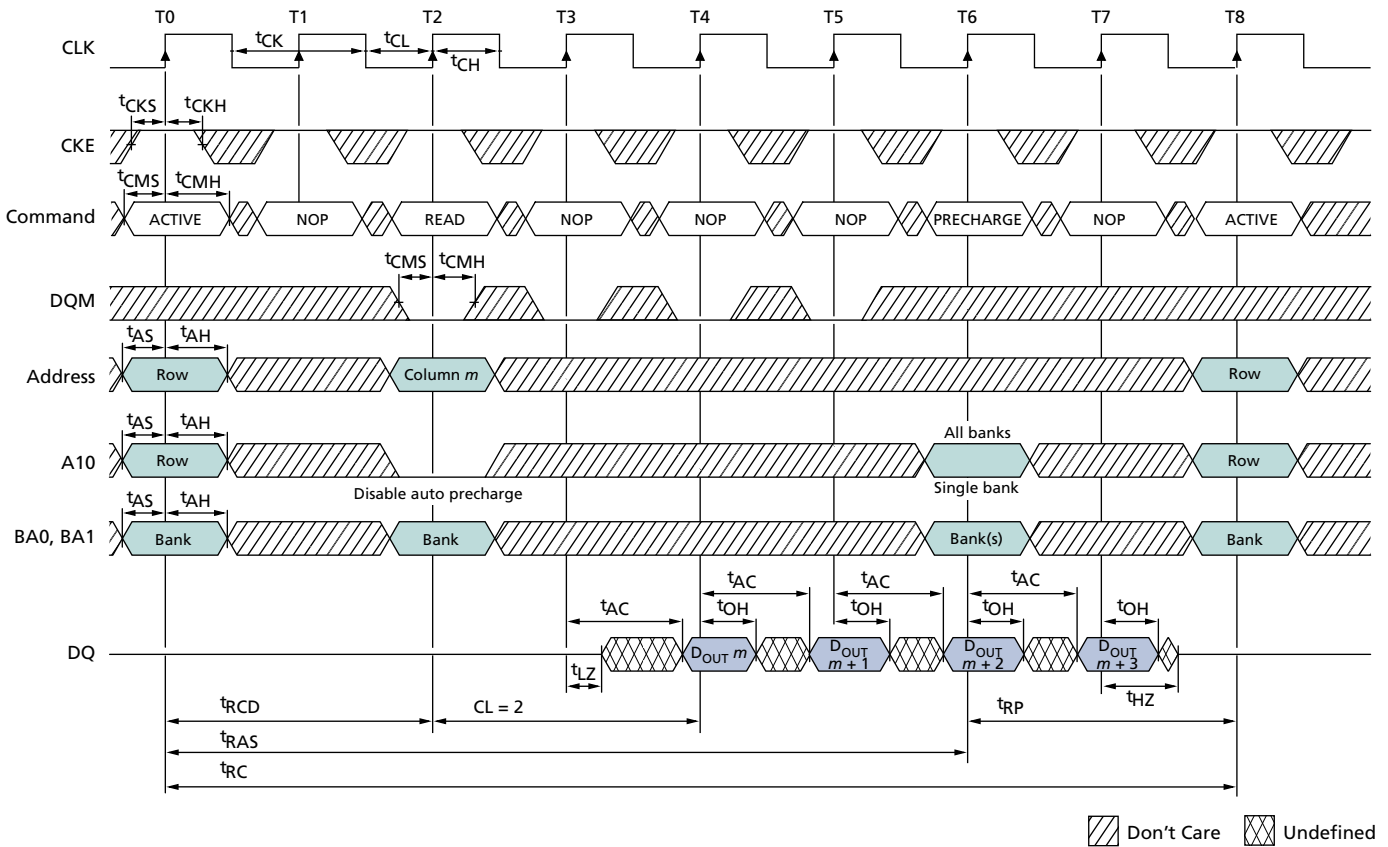 T0 T1 T2 T3 T4 T5 T6 T7 T8
CLK
tCK tCL
tCH
tCKS tCKH
CKE
tCMS tCMH
Command ACTIVE NOP READ NOP NOP NOP PRECHARGE NOP ACTIVE
tCMS tCMH
DQM
tAS tAH
Address Row Column m Row
tAS tAH
All banks
A10 Row Row
Disable auto precharge
Single bank
tAS tAH
BA0, BA1 Bank Bank Bank(s) Bank
tAC tAC tAC tAC
tOH tOH tOH tOH
DQ DOUT m DOUT m + 1 DOUT m + 2 DOUT m + 3
tLZ tHZ
tRCD CL = 2 tRP
tRAS
tRC
Don't Care Undefined